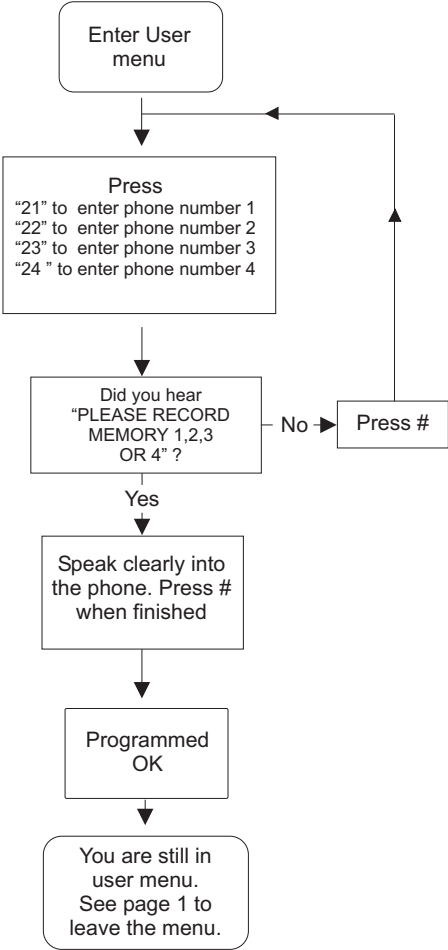 Enter User
menu
Press
“21” to enter phone number 1
“22” to enter phone number 2
“23” to enter phone number 3
“24 ” to enter phone number 4
Did you hear
“PLEASE RECORD
MEMORY 1,2,3
OR 4” ?
No
Press #
Yes
Speak clearly into
the phone. Press #
when finished
Programmed
OK
You are still in
user menu.
See page 1 to
leave the menu.